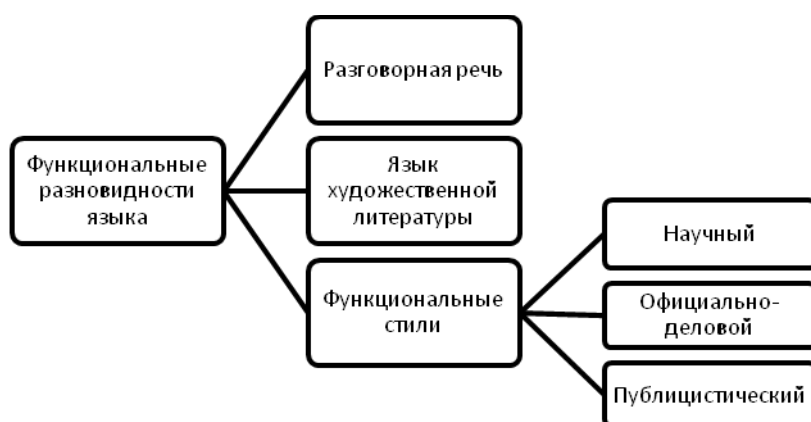 Разговорная речь
Функциональные
разновидности
языка
Язык
художественной
литературы
Функциональные
стили
Научный
Официально-
деловой
Публицистический